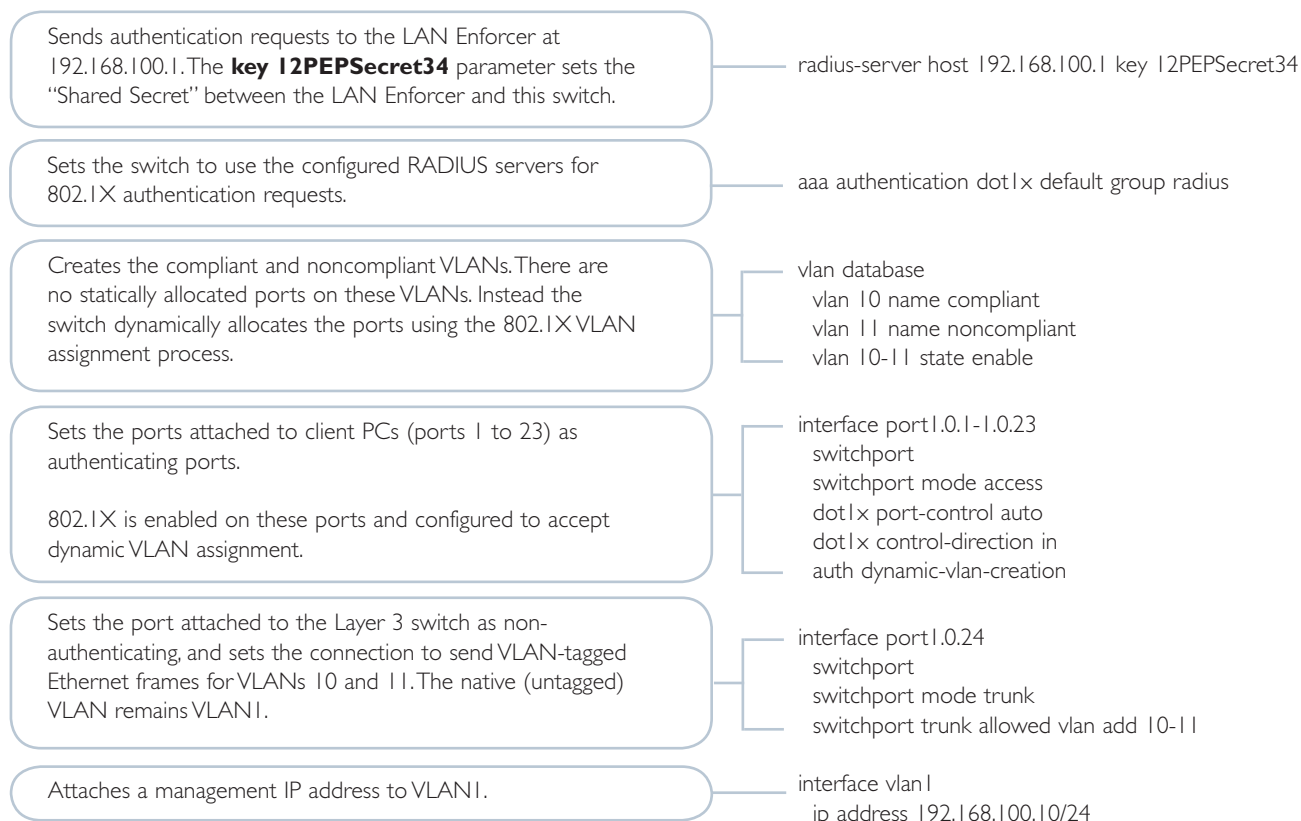 Sends authentication requests to the LAN Enforcer at
192.168.100.1. The key 12PEPSecret34 parameter sets the
“Shared Secret” between the LAN Enforcer and this switch.
radius-server host 192.168.100.1 key 12PEPSecret34
Sets the switch to use the configured RADIUS servers for
802.1X authentication requests.
aaa authentication dot1x default group radius
Creates the compliant and noncompliant VLANs. There are
no statically allocated ports on these VLANs. Instead the
switch dynamically allocates the ports using the 802.1X VLAN
assignment process.
vlan database
vlan 10 name compliant
vlan 11 name noncompliant
vlan 10-11 state enable
Sets the ports attached to client PCs (ports 1 to 23) as
authenticating ports.
802.1X is enabled on these ports and configured to accept
dynamic VLAN assignment.
interface port1.0.1-1.0.23
switchport
switchport mode access
dot1x port-control auto
dot1x control-direction in
auth dynamic-vlan-creation
Sets the port attached to the Layer 3 switch as non-
authenticating, and sets the connection to send VLAN-tagged
Ethernet frames for VLANs 10 and 11. The native (untagged)
VLAN remains VLAN1.
interface port1.0.24
switchport
switchport mode trunk
switchport trunk allowed vlan add 10-11
Attaches a management IP address to VLAN1.
interface vlan1
ip address 192.168.100.10/24